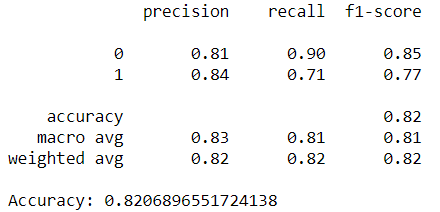 precision recall f1-score
0 0.81 0.90 0.85
1 0.84 0.71 0.77
accuracy 0.82
macro avg 0.83 0.81 0.81
weighted avg 0.82 0.82 0.82
Accuracy: 0.8206896551724138